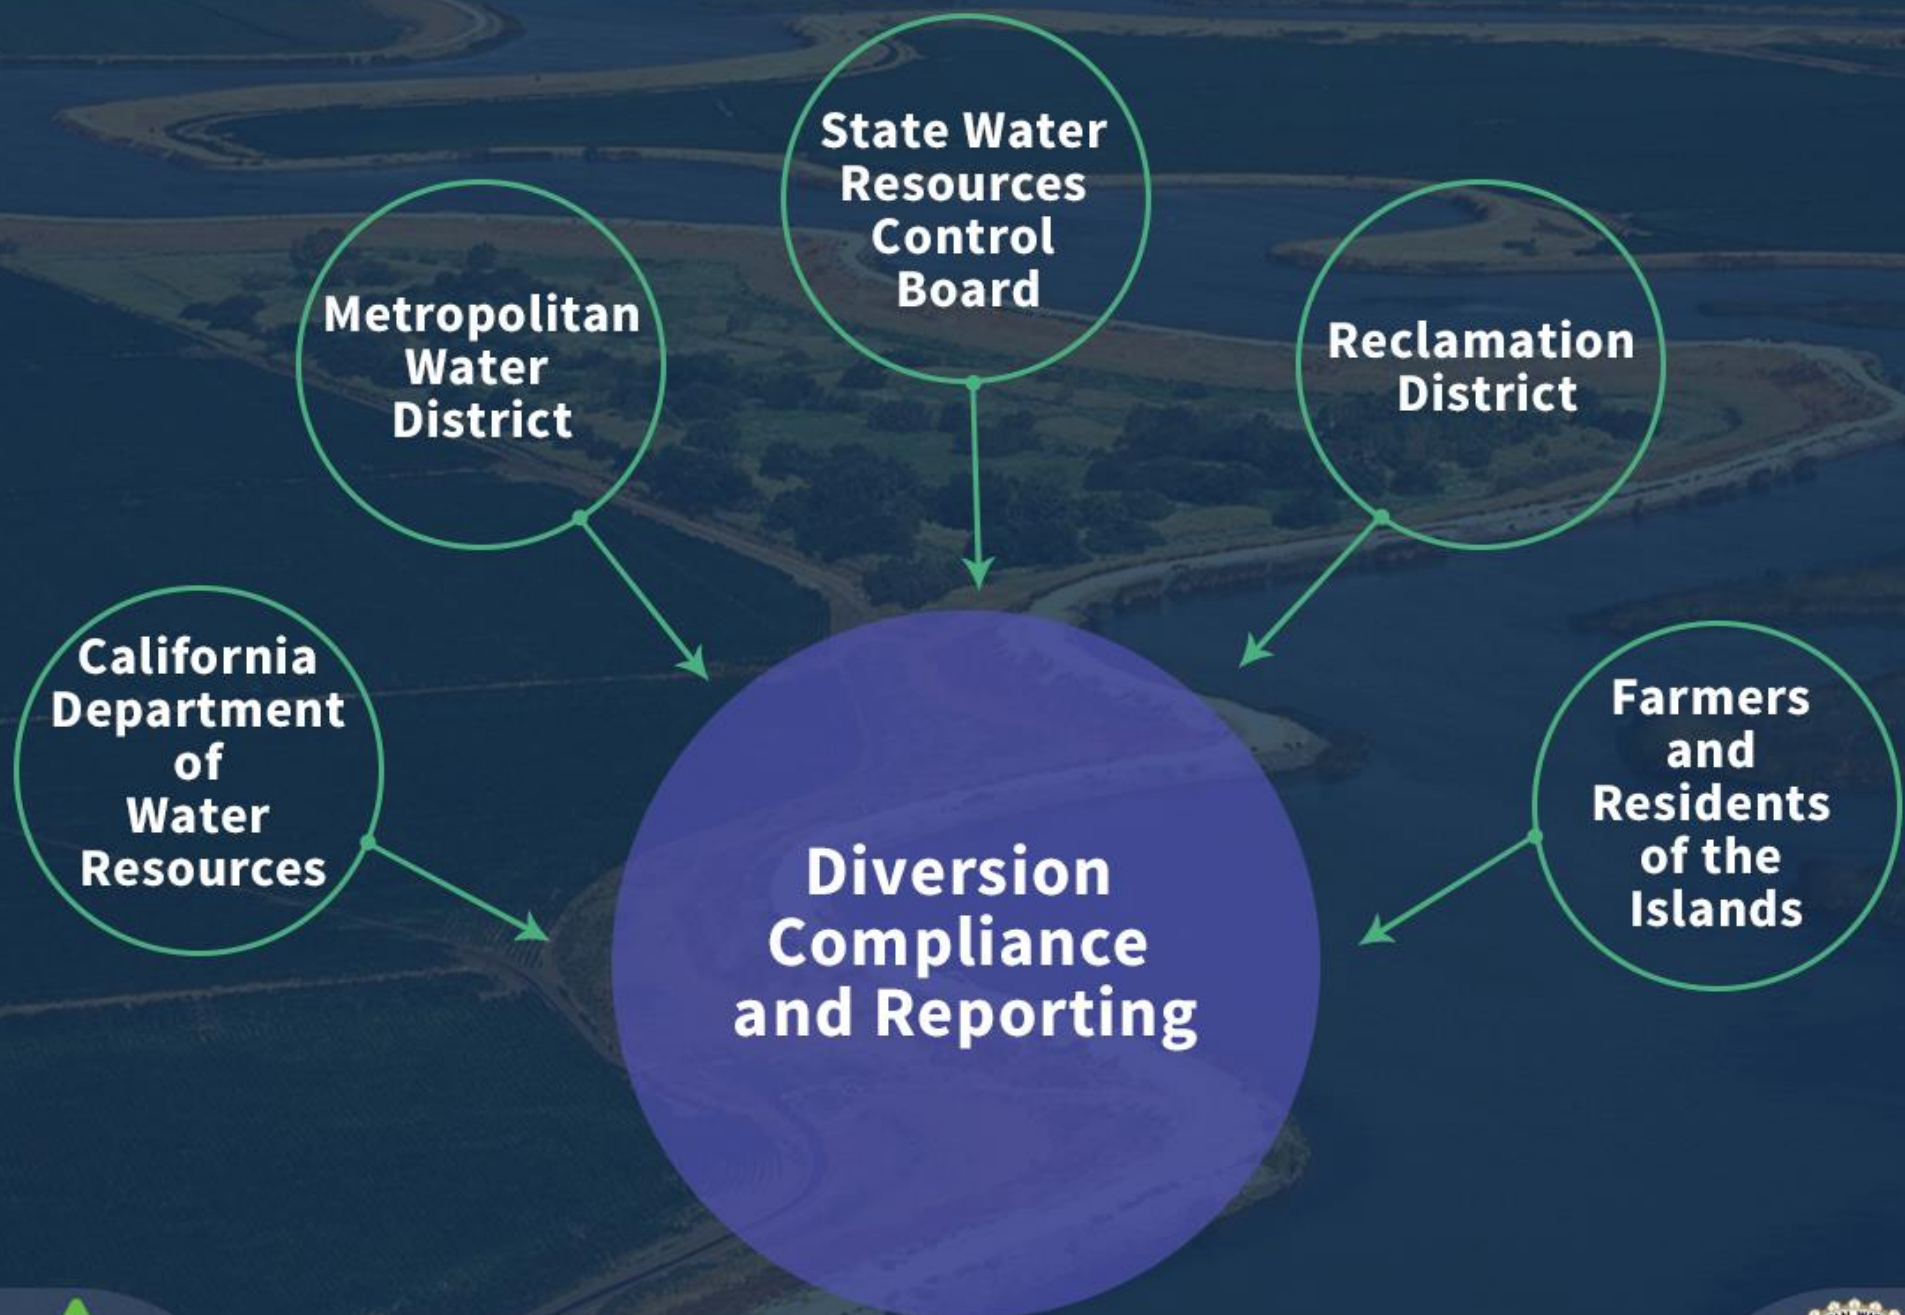 State Water
Resources
Control
Board
Metropolitan
Water
District
Reclamation
District
California
Department
of
Water
Resources
Farmers
and
Residents
of the
Islands
Diversion
Compliance
and Reporting